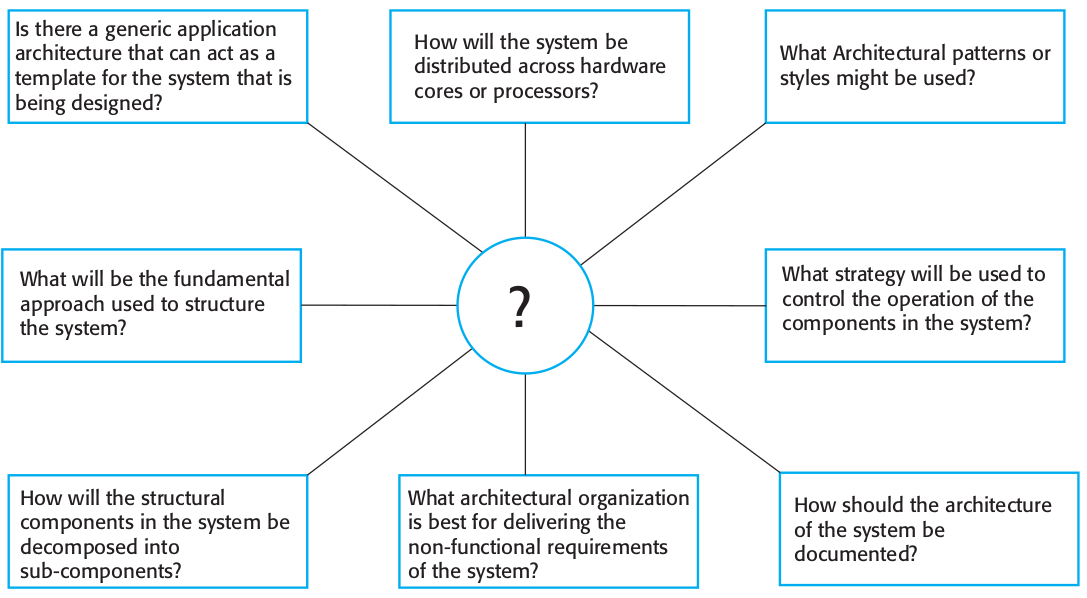 Is there a generic application
architecture that can act as a
template for the system that is
being designed?
How will the system be
distributed across hardware
cores or processors?
What Architectural patterns or
styles might be used?
What will be the fundamental
approach used to structure
the system?
?
What strategy will be used to
control the operation of the
components in the system?
How will the structural
components in the system be
decomposed into
sub-components?
What architectural organization
is best for delivering the
non-functional requirements
of the system?
How should the architecture
of the system be
documented?